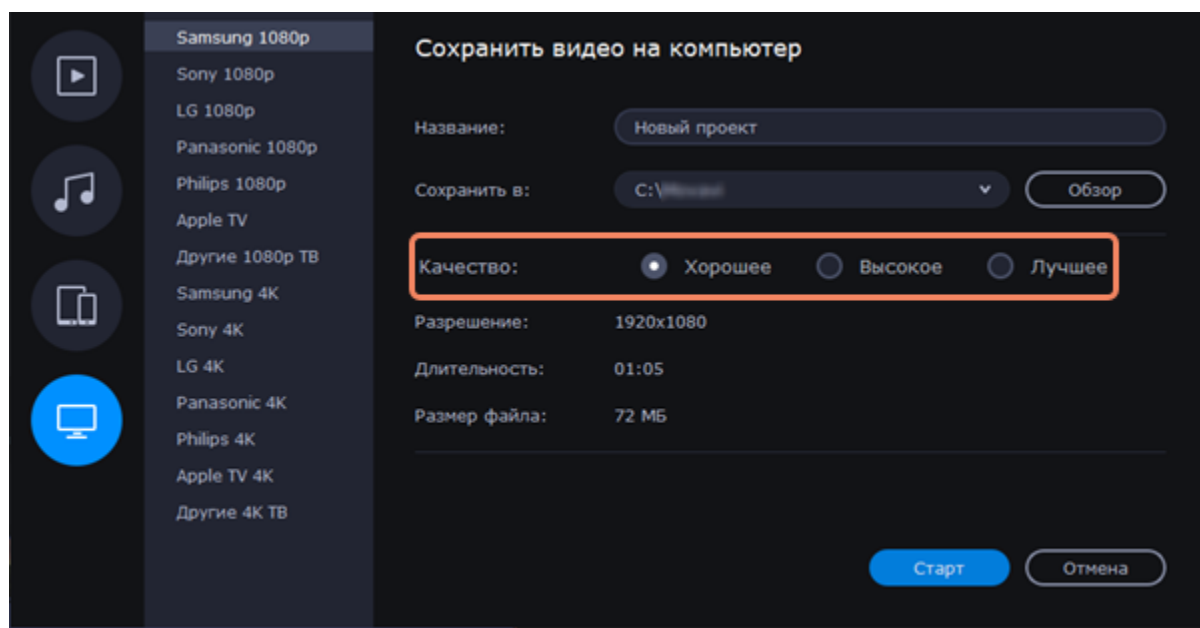 Samsung 1080p
Sony 1080p
LG 1080p
Panasonic 1080p
Philips 1080p
Apple TV
Другие 1080p ТВ
Samsung 4K
Sony 4K
LG 4K
Panasonic 4K
Philips 4K
Apple TV 4K
Другие 4K ТВ
Сохранить видео на компьютер
Название: Новый проект
Сохранить в: C:\ Обзор
Качество: Хорошее Высокое Лучшее
Разрешение: 1920x1080
Длительность: 01:05
Размер файла: 72 МБ
Старт Отмена